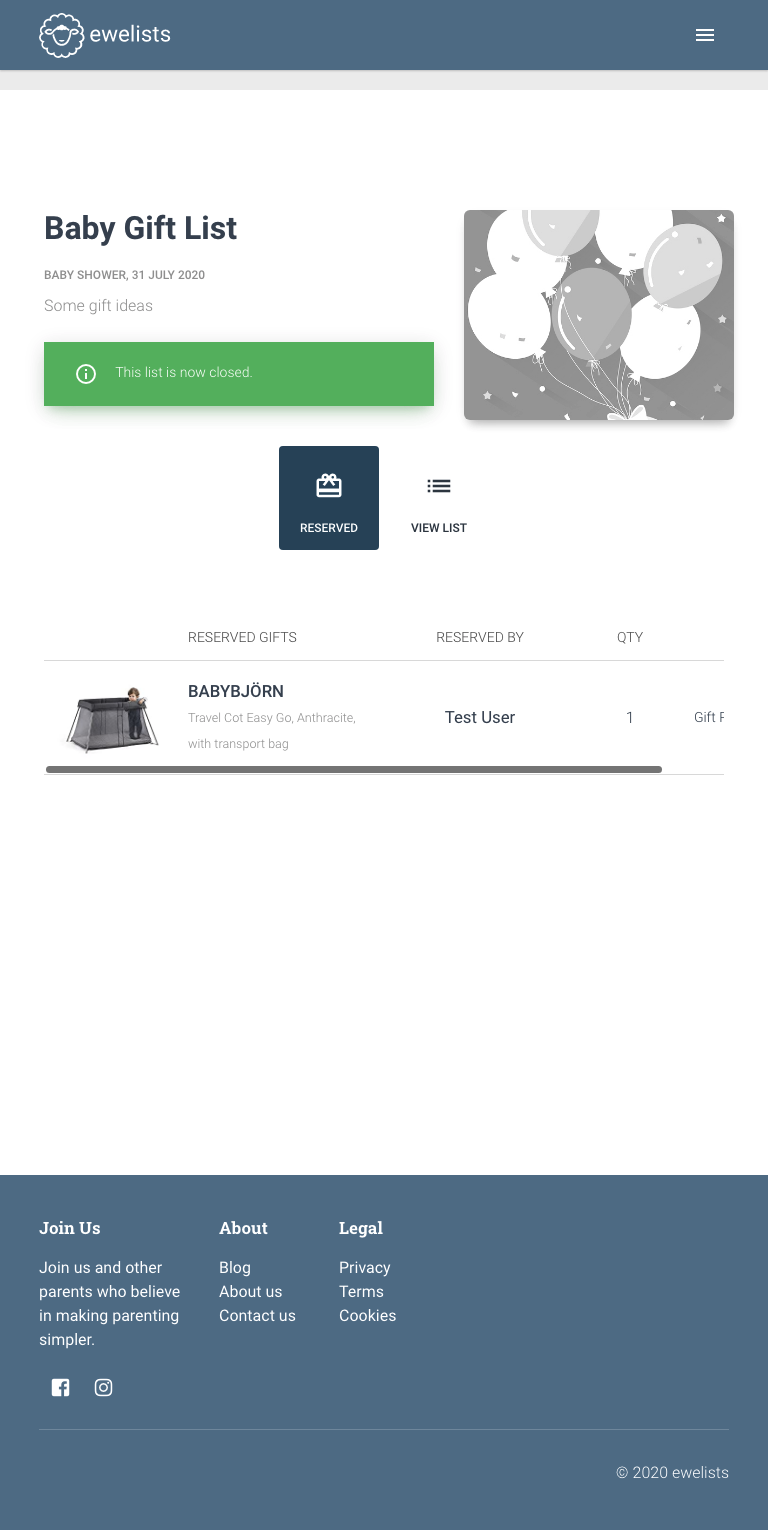 ewelists
Baby Gift List
BABY SHOWER, 31 JULY 2020
Some gift ideas
This list is now closed.
RESERVED
VIEW LIST
RESERVED GIFTS
RESERVED BY
QTY
BABYBJÖRN
Travel Cot Easy Go, Anthracite,
with transport bag
Test User
1
Gift
Join Us
Join us and other
parents who believe
in making parenting
simpler.
About
Blog
About us
Contact us
Legal
Privacy
Terms
Cookies
© 2020 ewelists